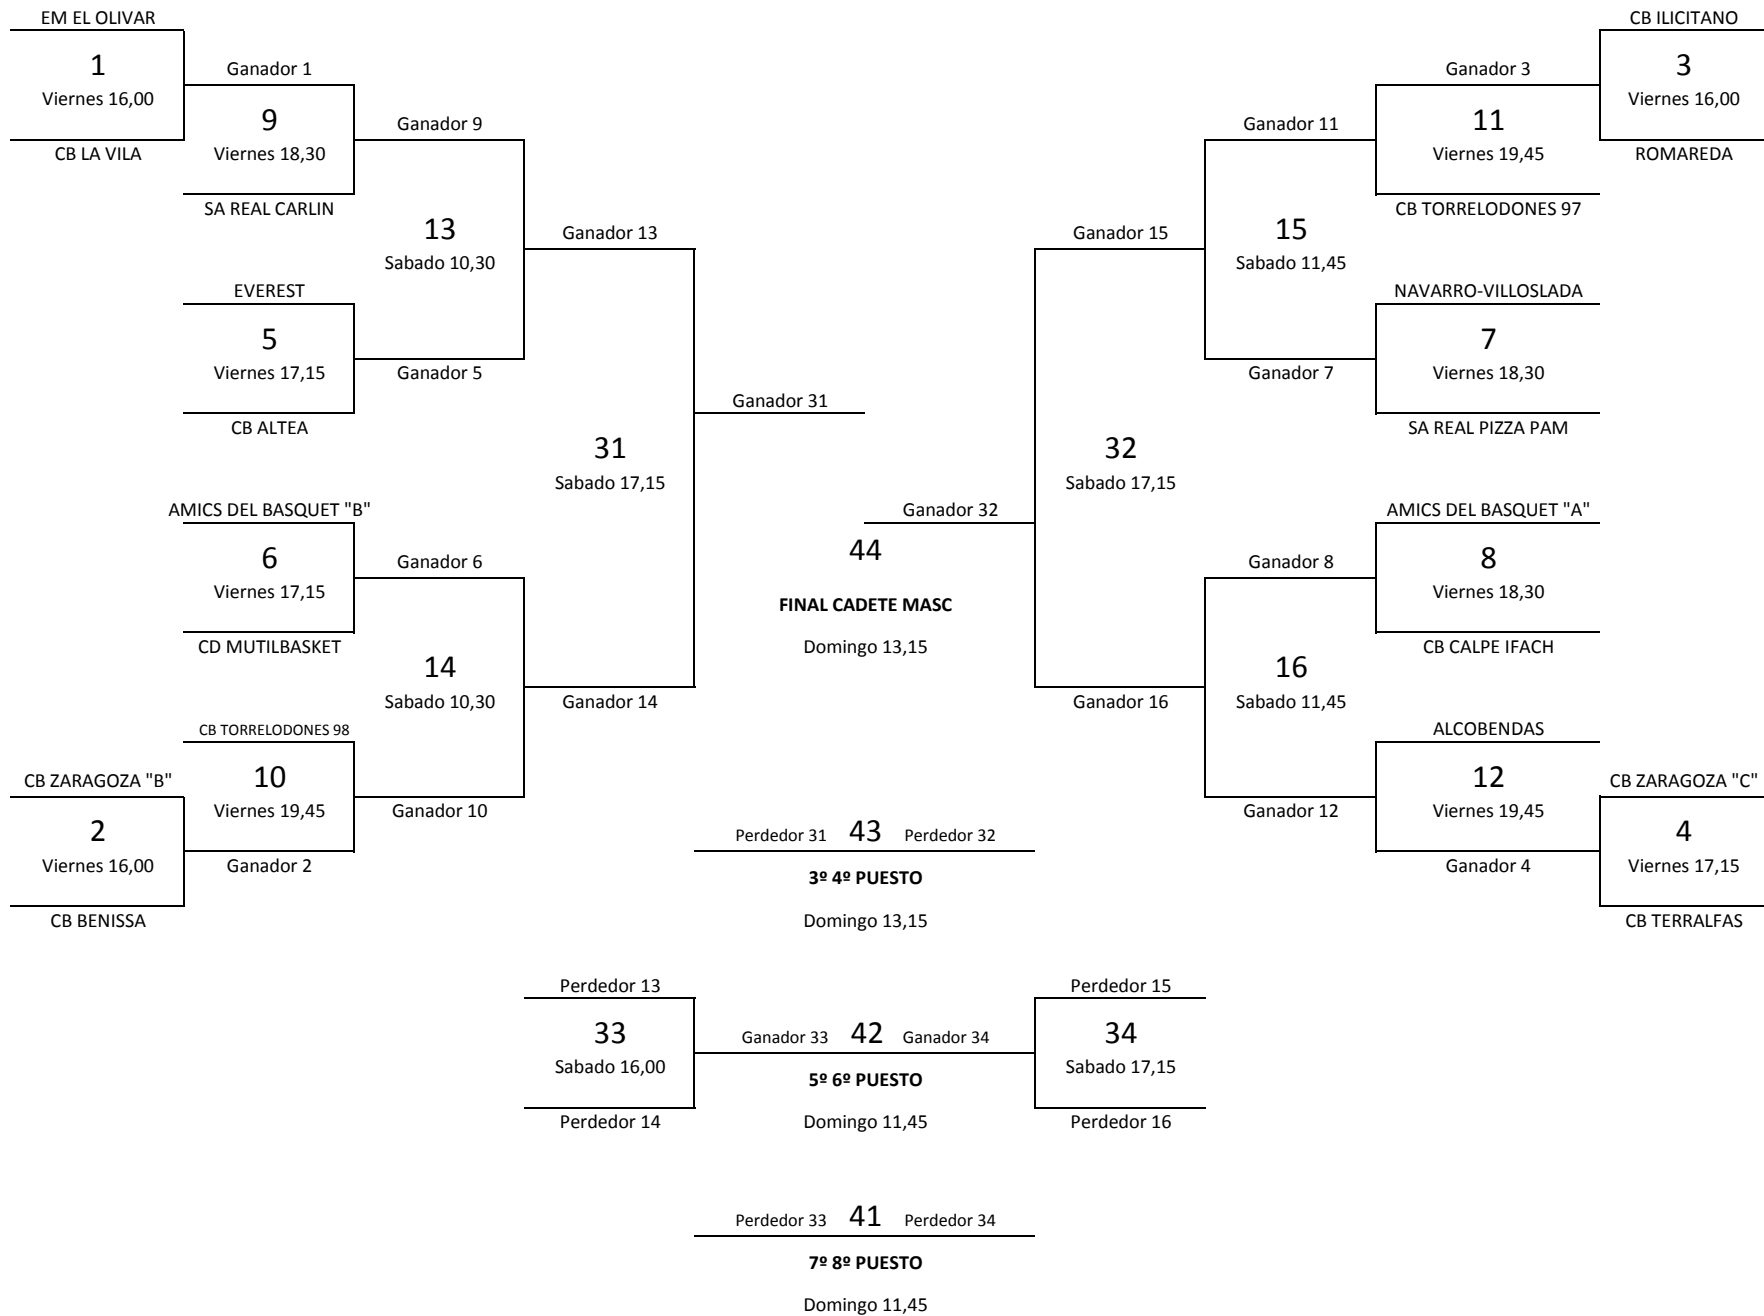 EM EL OLIVAR
CB ILICITANO
1
Ganador 1
Ganador 3
3
Viernes 16,00
Viernes 16,00
9
Ganador 9
Ganador 11
11
CB LA VILA
Viernes 18,30
Viernes 19,45
ROMAREDA
SA REAL CARLIN
CB TORRELODONES 97
13
Ganador 13
Ganador 15
15
Sabado 10,30
Sabado 11,45
EVEREST
NAVARRO-VILLOSLADA
5
7
Viernes 17,15
Ganador 5
Ganador 7
Viernes 18,30
Ganador 31
CB ALTEA
SA REAL PIZZA PAM
31
32
Sabado 17,15
Sabado 17,15
AMICS DEL BASQUET "B"
Ganador 32
AMICS DEL BASQUET "A"
6
Ganador 6
44
Ganador 8
8
Viernes 17,15
Viernes 18,30
FINAL CADETE MASC
CD MUTILBASKET
Domingo 13,15
CB CALPE IFACH
14
16
Sabado 10,30
Ganador 14
Ganador 16
Sabado 11,45
CB TORRELODONES 98
ALCOBENDAS
CB ZARAGOZA "B"
10
12
CB ZARAGOZA "C"
Viernes 19,45
Ganador 10
Ganador 12
Viernes 19,45
2
Perdedor 31 43 Perdedor 32
4
Viernes 16,00
Ganador 2
Ganador 4
Viernes 17,15
3º 4º PUESTO
CB BENISSA
Domingo 13,15
CB TERRALFAS
Perdedor 13
Perdedor 15
33
Ganador 33 42 Ganador 34
34
Sabado 16,00
Sabado 17,15
5º 6º PUESTO
Perdedor 14
Domingo 11,45
Perdedor 16
Perdedor 33 41 Perdedor 34
7º 8º PUESTO
Domingo 11,45